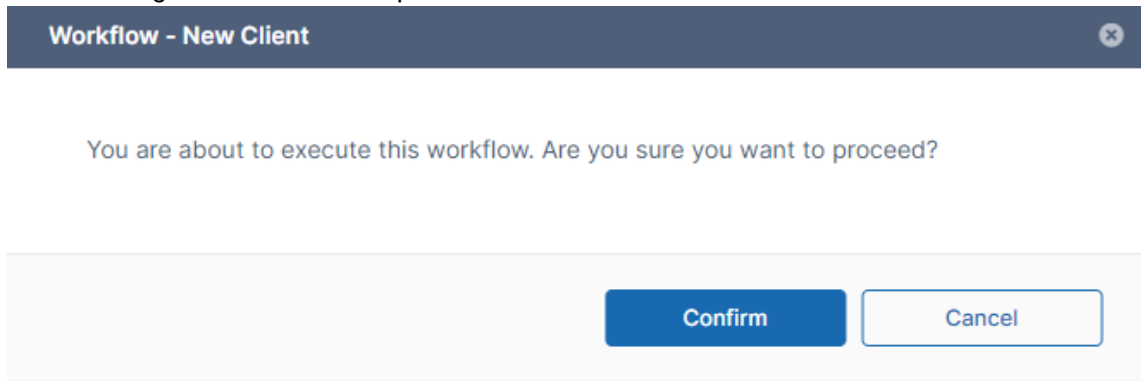 Workflow - New Client
You are about to execute this workflow. Are you sure you want to proceed?
Confirm Cancel